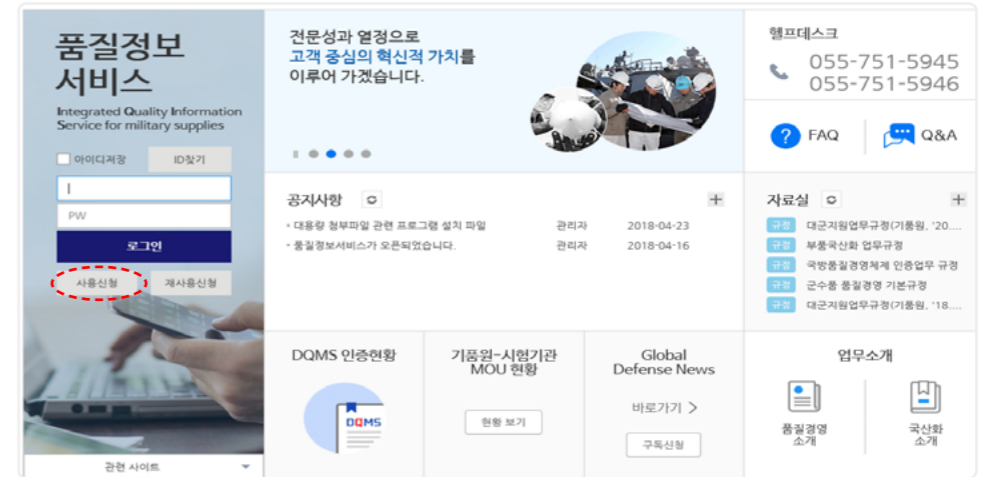 품질정보
서비스
Integrated Quality Information
Service for military supplies
아이디저장
ID찾기
PW
로그인
사용신청
재사용신청
관련 사이트
전문성과 열정으로
고객 중심의 혁신적 가치를
이루어 가겠습니다.
헬프데스크
055-751-5945
055-751-5946
? FAQ
Q&A
공지사항
• 대용량 첨부파일 관련 프로그램 설치 파일 관리자 2018-04-23
• 품질정보서비스가 오픈되었습니다. 관리자 2018-04-16
자료실
규정 대군지원업무규정(기품원, '20....
규정 부품국산화 업무규정
규정 국방품질경영체제 인증업무 규정
규정 군수품 품질경영 기본규정
규정 대군지원업무규정(기품원, '18....
DQMS 인증현황
DQMS
기품원-시험기관
MOU 현황
현황 보기
Global
Defense News
바로가기 >
구독신청
업무소개
품질경영
소개
국산화
소개